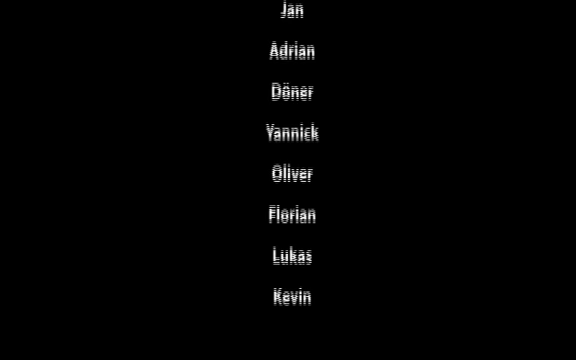 Jan
Adrian
Döner
Yannick
Oliver
Florian
Lukas
Kevin